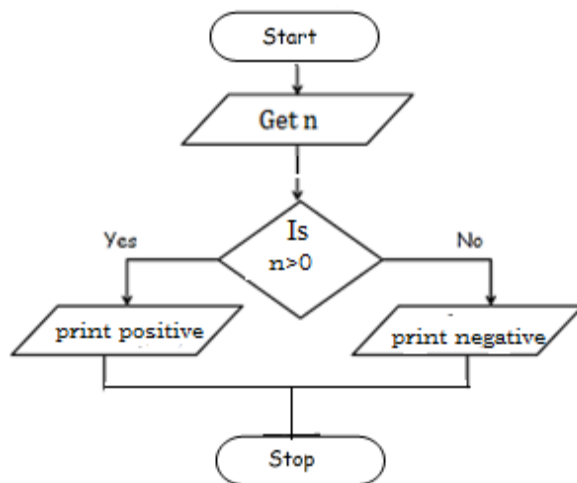 Start
Get n
Is
n>0
Yes
No
print positive
print negative
Stop